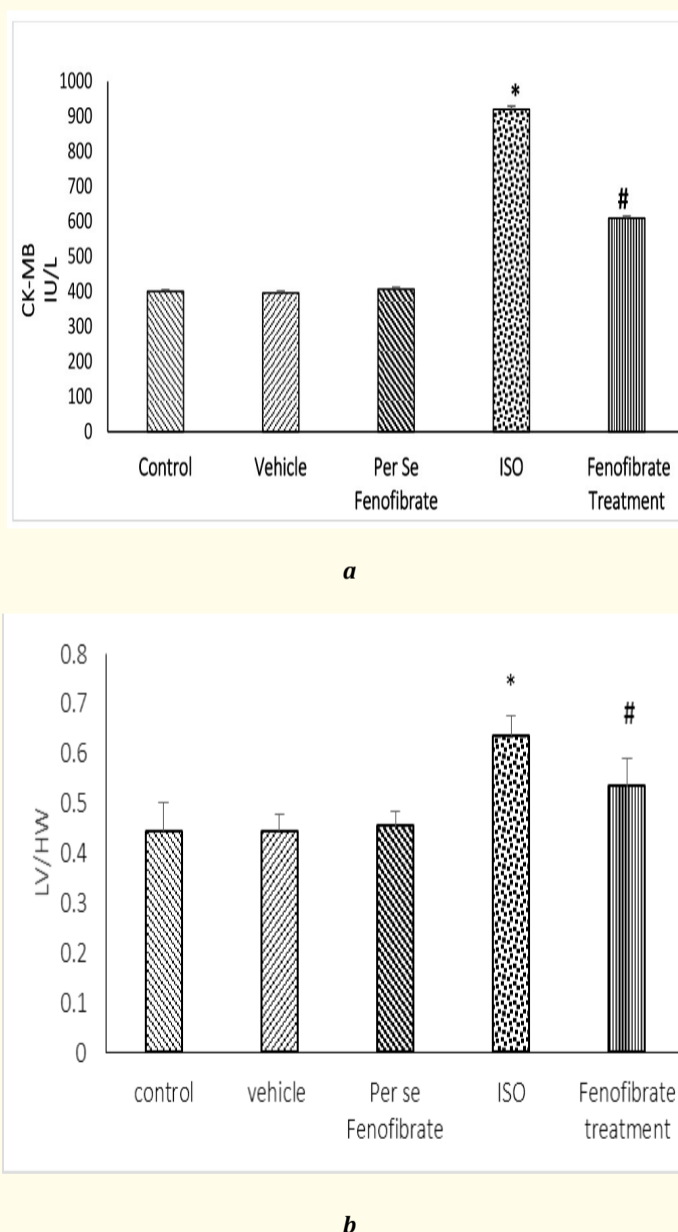 1000
900
800
700
600
500
400
300
200
100
0
CK-MB
IU/L
*
#
Control
Vehicle
Per Se
Fenofibrate
ISO
Fenofibrate
Treatment
a
0.8
0.7
0.6
0.5
0.4
0.3
0.2
0.1
0
LV/HW
*
#
control
vehicle
Per se
Fenofibrate
ISO
Fenofibrate
treatment
b